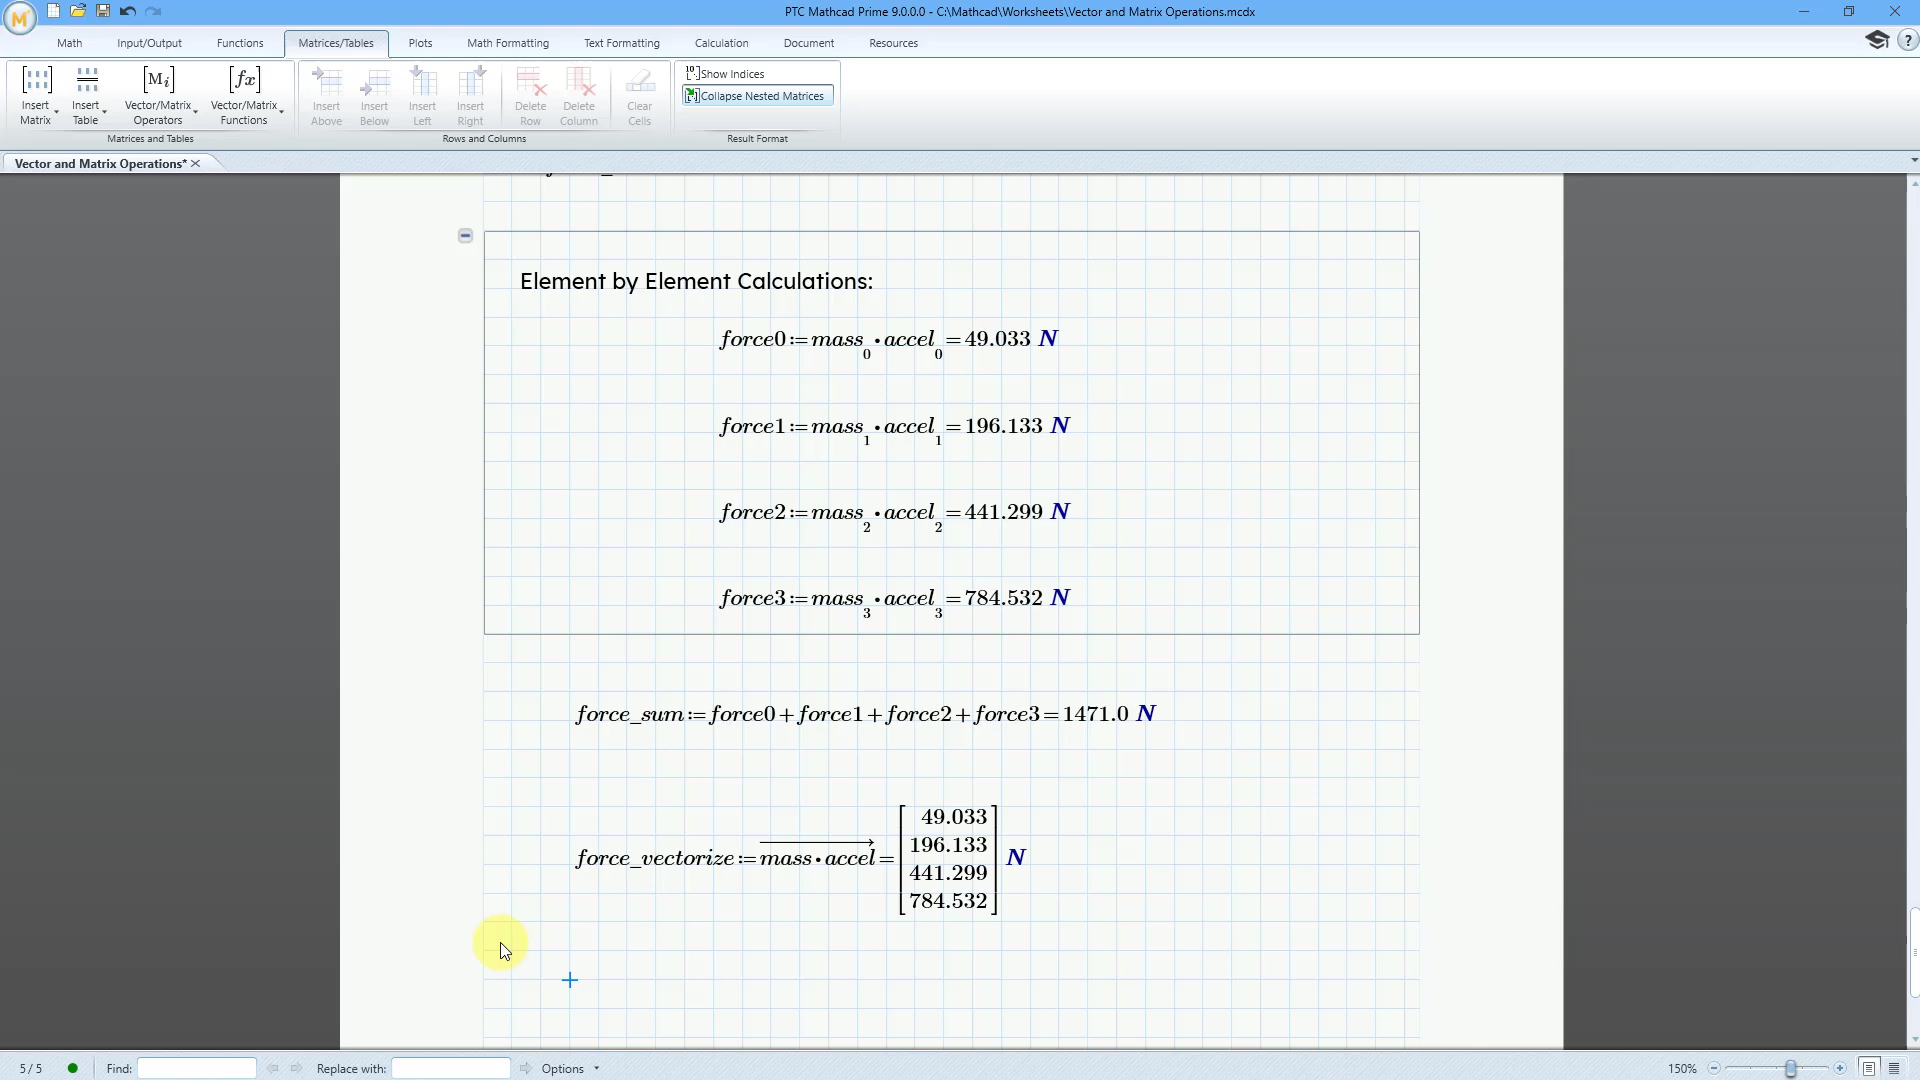 PTC Mathcad Prime 9.0.0.0 - C:\Mathcad\Worksheets\Vector and Matrix Operations.mcdx
Math Input/Output Functions Matrices/Tables Plots Math Formatting Text Formatting Calculation Document Resources
Insert Matrix
Insert Table
Vector/Matrix Operators
Vector/Matrix Functions
Matrices and Tables
Insert Above
Insert Below
Insert Left
Insert Right
Delete Row
Delete Column
Clear Cells
Rows and Columns
Show Indices
Collapse Nested Matrices
Result Format
Vector and Matrix Operations*
Element by Element Calculations:
force0:=mass₀·accel₀=49.033 N
force1:=mass₁·accel₁=196.133 N
force2:=mass₂·accel₂=441.299 N
force3:=mass₃·accel₃=784.532 N
force_sum:=force0+force1+force2+force3=1471.0 N
force_vectorize:=mass·accel=[49.033
196.133
441.299
784.532] N
5 / 5 Find: Replace with: Options 150%